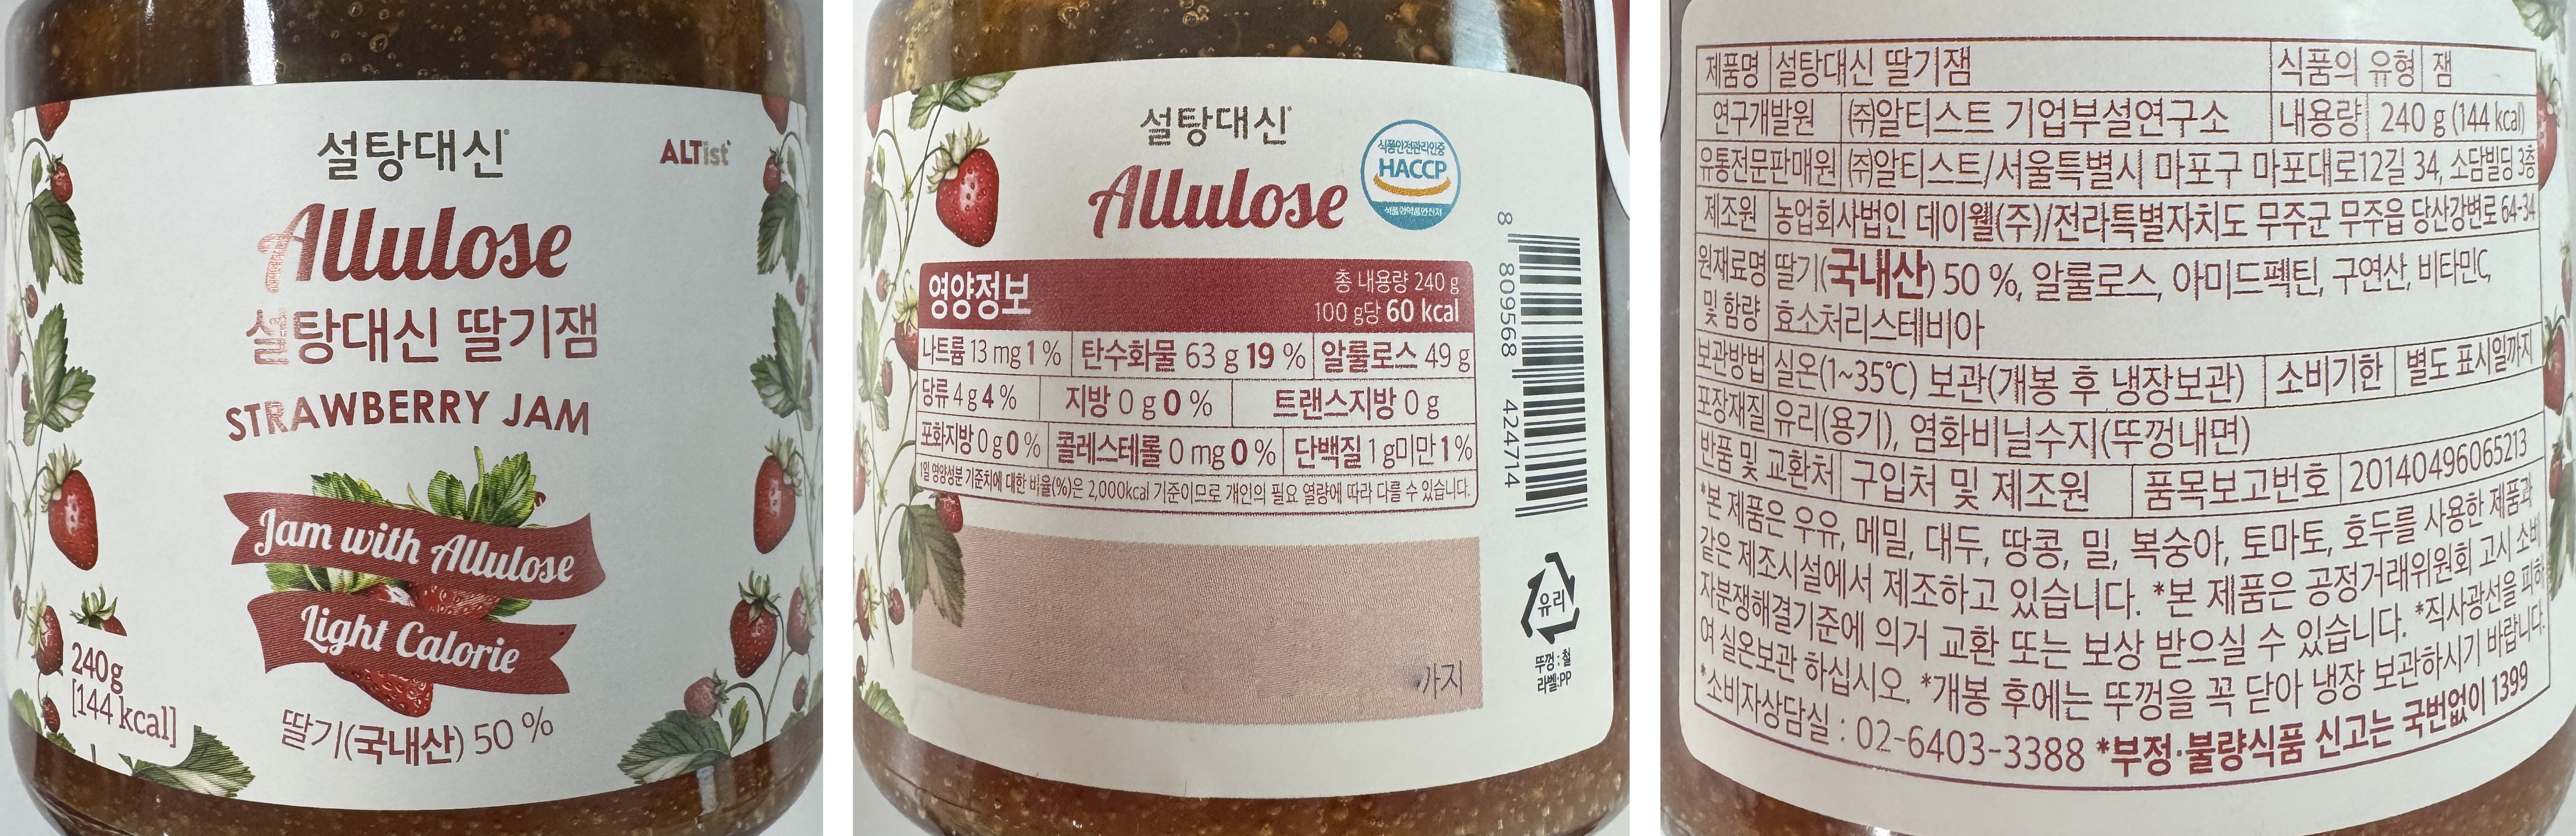 설탕대신
ALTist
Allulose
설탕대신 딸기잼
STRAWBERRY JAM
Jam with Allulose
Light Calorie
240g
[144 kcal]
딸기(국내산) 50 %
설탕대신
Allulose
식품안전관리인증
HACCP
식품의약품안전처
영양정보
총 내용량 240 g
100 g당 60 kcal
나트륨 13 mg 1 % 탄수화물 63 g 19 % 알룰로스 49 g
당류 4 g 4 % 지방 0 g 0 % 트랜스지방 0 g
포화지방 0 g 0 % 콜레스테롤 0 mg 0 % 단백질 1 g미만 1 %
1일 영양성분 기준치에 대한 비율(%)은 2,000kcal 기준이므로 개인의 필요 열량에 따라 다를 수 있습니다.
까지
8 809568 424714
유리
뚜껑:철
라벨:PP
제품명 설탕대신 딸기잼 식품의 유형 잼
연구개발원 ㈜알티스트 기업부설연구소 내용량 240 g (144 kcal)
유통전문판매원 ㈜알티스트/서울특별시 마포구 마포대로12길 34, 소담빌딩 3층
제조원 농업회사법인 데이웰(주)/전라특별자치도 무주군 무주읍 당산강변로 64-34
원재료명 딸기(국내산) 50 %, 알룰로스, 아미드펙틴, 구연산, 비타민C,
및 함량 효소처리스테비아
보관방법 실온(1~35℃) 보관(개봉 후 냉장보관) 소비기한 별도 표시일까지
포장재질 유리(용기), 염화비닐수지(뚜껑내면)
반품 및 교환처 구입처 및 제조원 품목보고번호 20140496065213
*본 제품은 우유, 메밀, 대두, 땅콩, 밀, 복숭아, 토마토, 호두를 사용한 제품과
같은 제조시설에서 제조하고 있습니다. *본 제품은 공정거래위원회 고시 소비
자분쟁해결기준에 의거 교환 또는 보상 받으실 수 있습니다. *직사광선을 피하
여 실온보관 하십시오. *개봉 후에는 뚜껑을 꼭 닫아 냉장 보관하시기 바랍니다.
*소비자상담실 : 02-6403-3388 *부정·불량식품 신고는 국번없이 1399